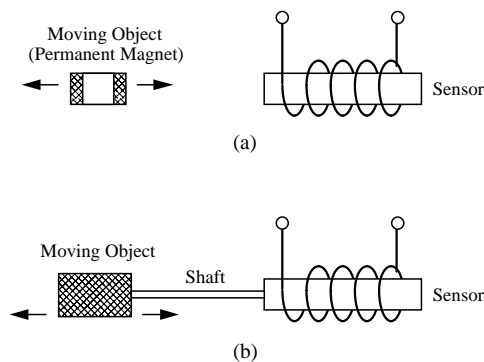 Moving Object
(Permanent Magnet)
Sensor
(a)
Moving Object
Shaft
Sensor
(b)